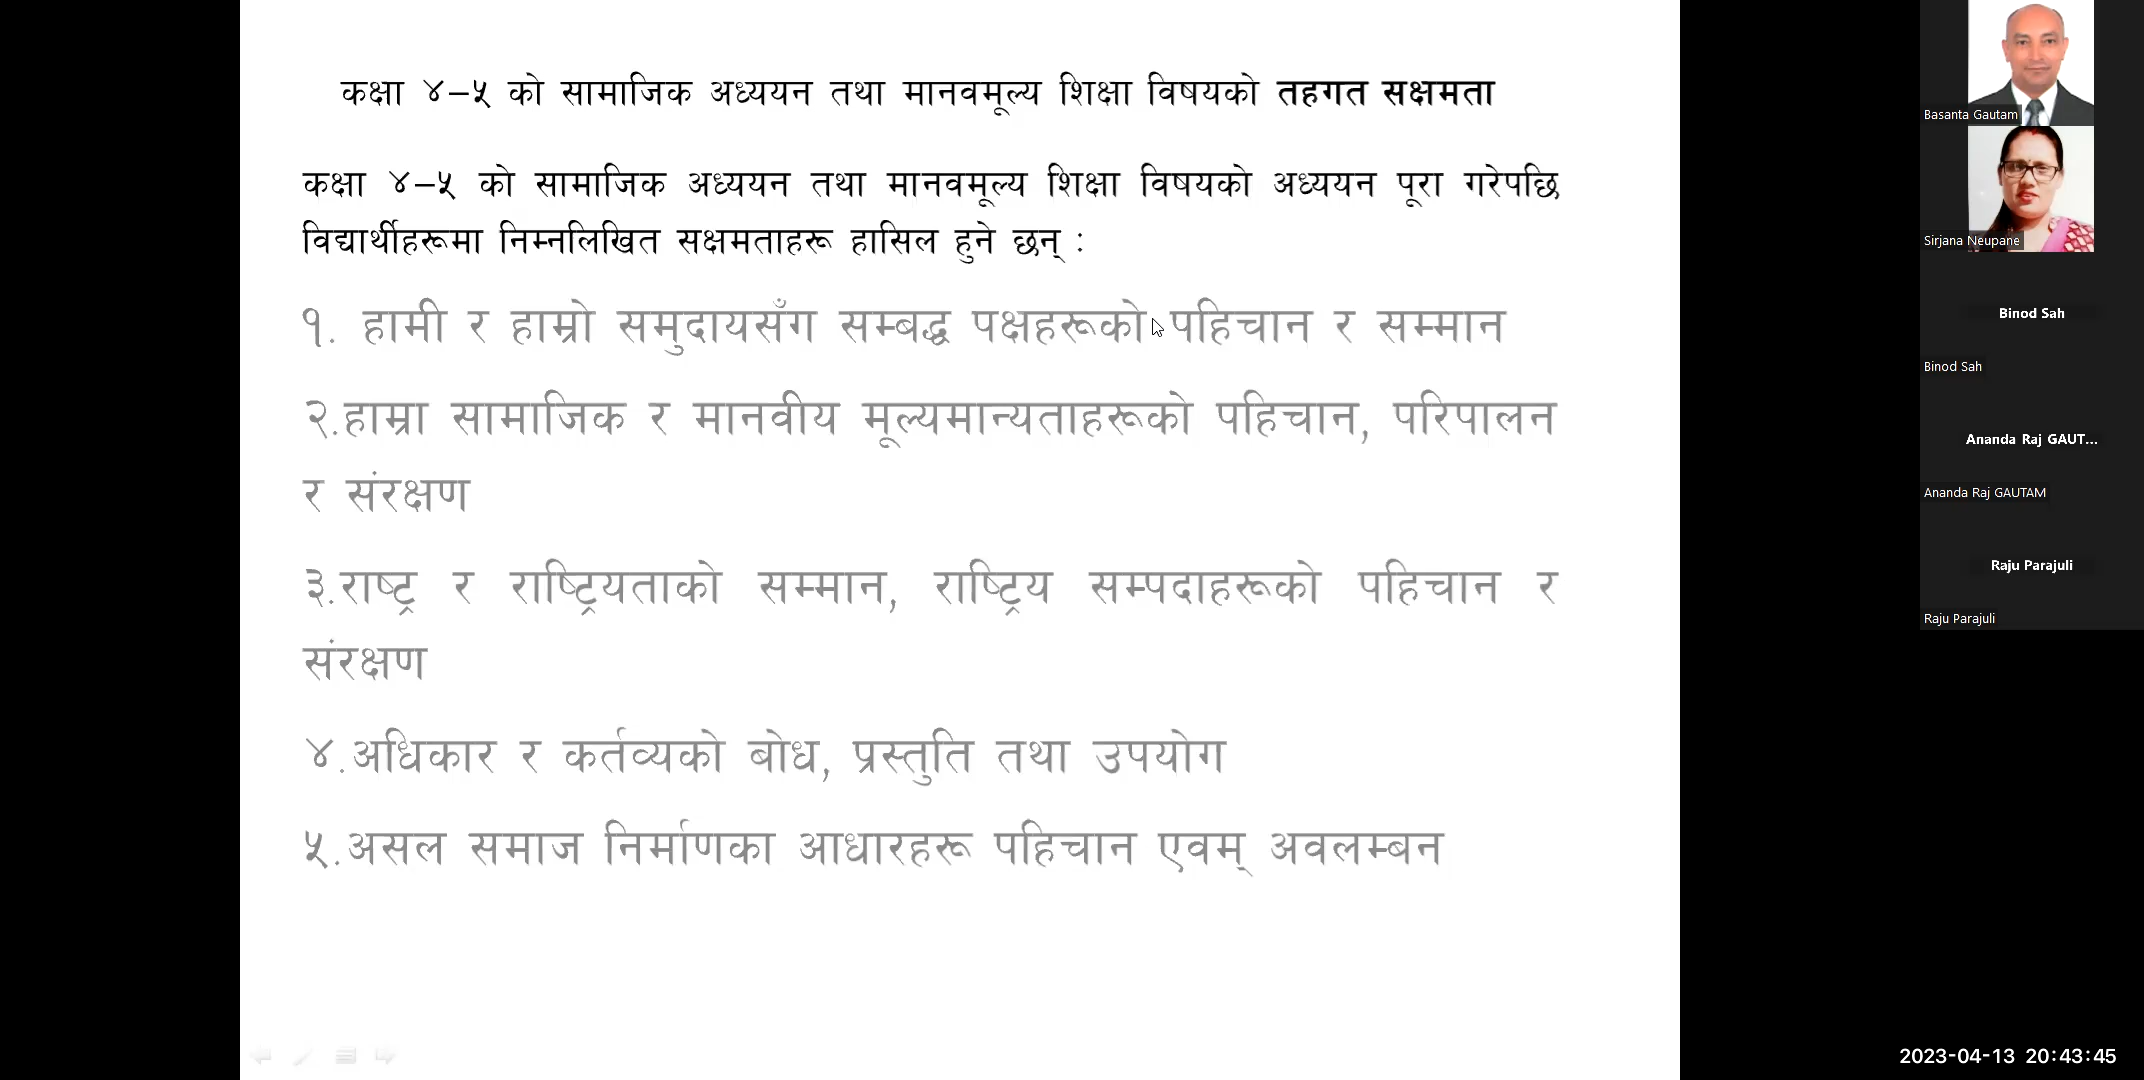 कक्षा ४–५ को सामाजिक अध्ययन तथा मानवमूल्य शिक्षा विषयको तहगत सक्षमता
कक्षा ४–५ को सामाजिक अध्ययन तथा मानवमूल्य शिक्षा विषयको अध्ययन पूरा गरेपछि
विद्यार्थीहरूमा निम्नलिखित सक्षमताहरू हासिल हुने छन् :
१. हामी र हाम्रो समुदायसँग सम्बद्ध पक्षहरूको पहिचान र सम्मान
२.हाम्रा सामाजिक र मानवीय मूल्यमान्यताहरूको पहिचान, परिपालन
र संरक्षण
३.राष्ट्र र राष्ट्रियताको सम्मान, राष्ट्रिय सम्पदाहरूको पहिचान र
संरक्षण
४.अधिकार र कर्तव्यको बोध, प्रस्तुति तथा उपयोग
५.असल समाज निर्माणका आधारहरू पहिचान एवम् अवलम्बन
Basanta Gautam
Sirjana Neupane
Binod Sah
Binod Sah
Ananda Raj GAUT...
Ananda Raj GAUTAM
Raju Parajuli
Raju Parajuli
2023-04-13 20:43:45